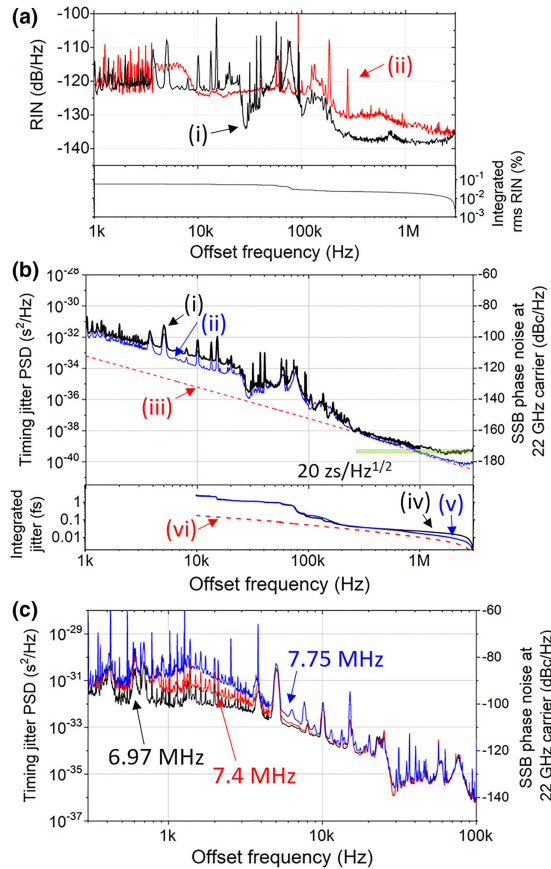 (a)
-100
-110
-120
-130
-140
RIN (dB/Hz)
(i)
(ii)
10⁻¹
10⁻²
10⁻³
Integrated
rms RIN (%)
1k
10k
100k
1M
Offset frequency (Hz)
(b)
10⁻²⁸
10⁻³⁰
10⁻³²
10⁻³⁴
10⁻³⁶
10⁻³⁸
10⁻⁴⁰
Timing jitter PSD (s²/Hz)
(i)
(ii)
(iii)
20 zs/Hz¹/²
-60
-80
-100
-120
-140
-160
-180
SSB phase noise at
22 GHz carrier (dBc/Hz)
1
0.1
0.01
Integrated
jitter (fs)
(iv)
(v)
(vi)
1k
10k
100k
1M
Offset frequency (Hz)
(c)
10⁻²⁹
10⁻³¹
10⁻³³
10⁻³⁵
10⁻³⁷
Timing jitter PSD (s²/Hz)
7.75 MHz
7.4 MHz
6.97 MHz
-60
-80
-100
-120
-140
SSB phase noise at
22 GHz carrier (dBc/Hz)
1k
10k
100k
Offset frequency (Hz)